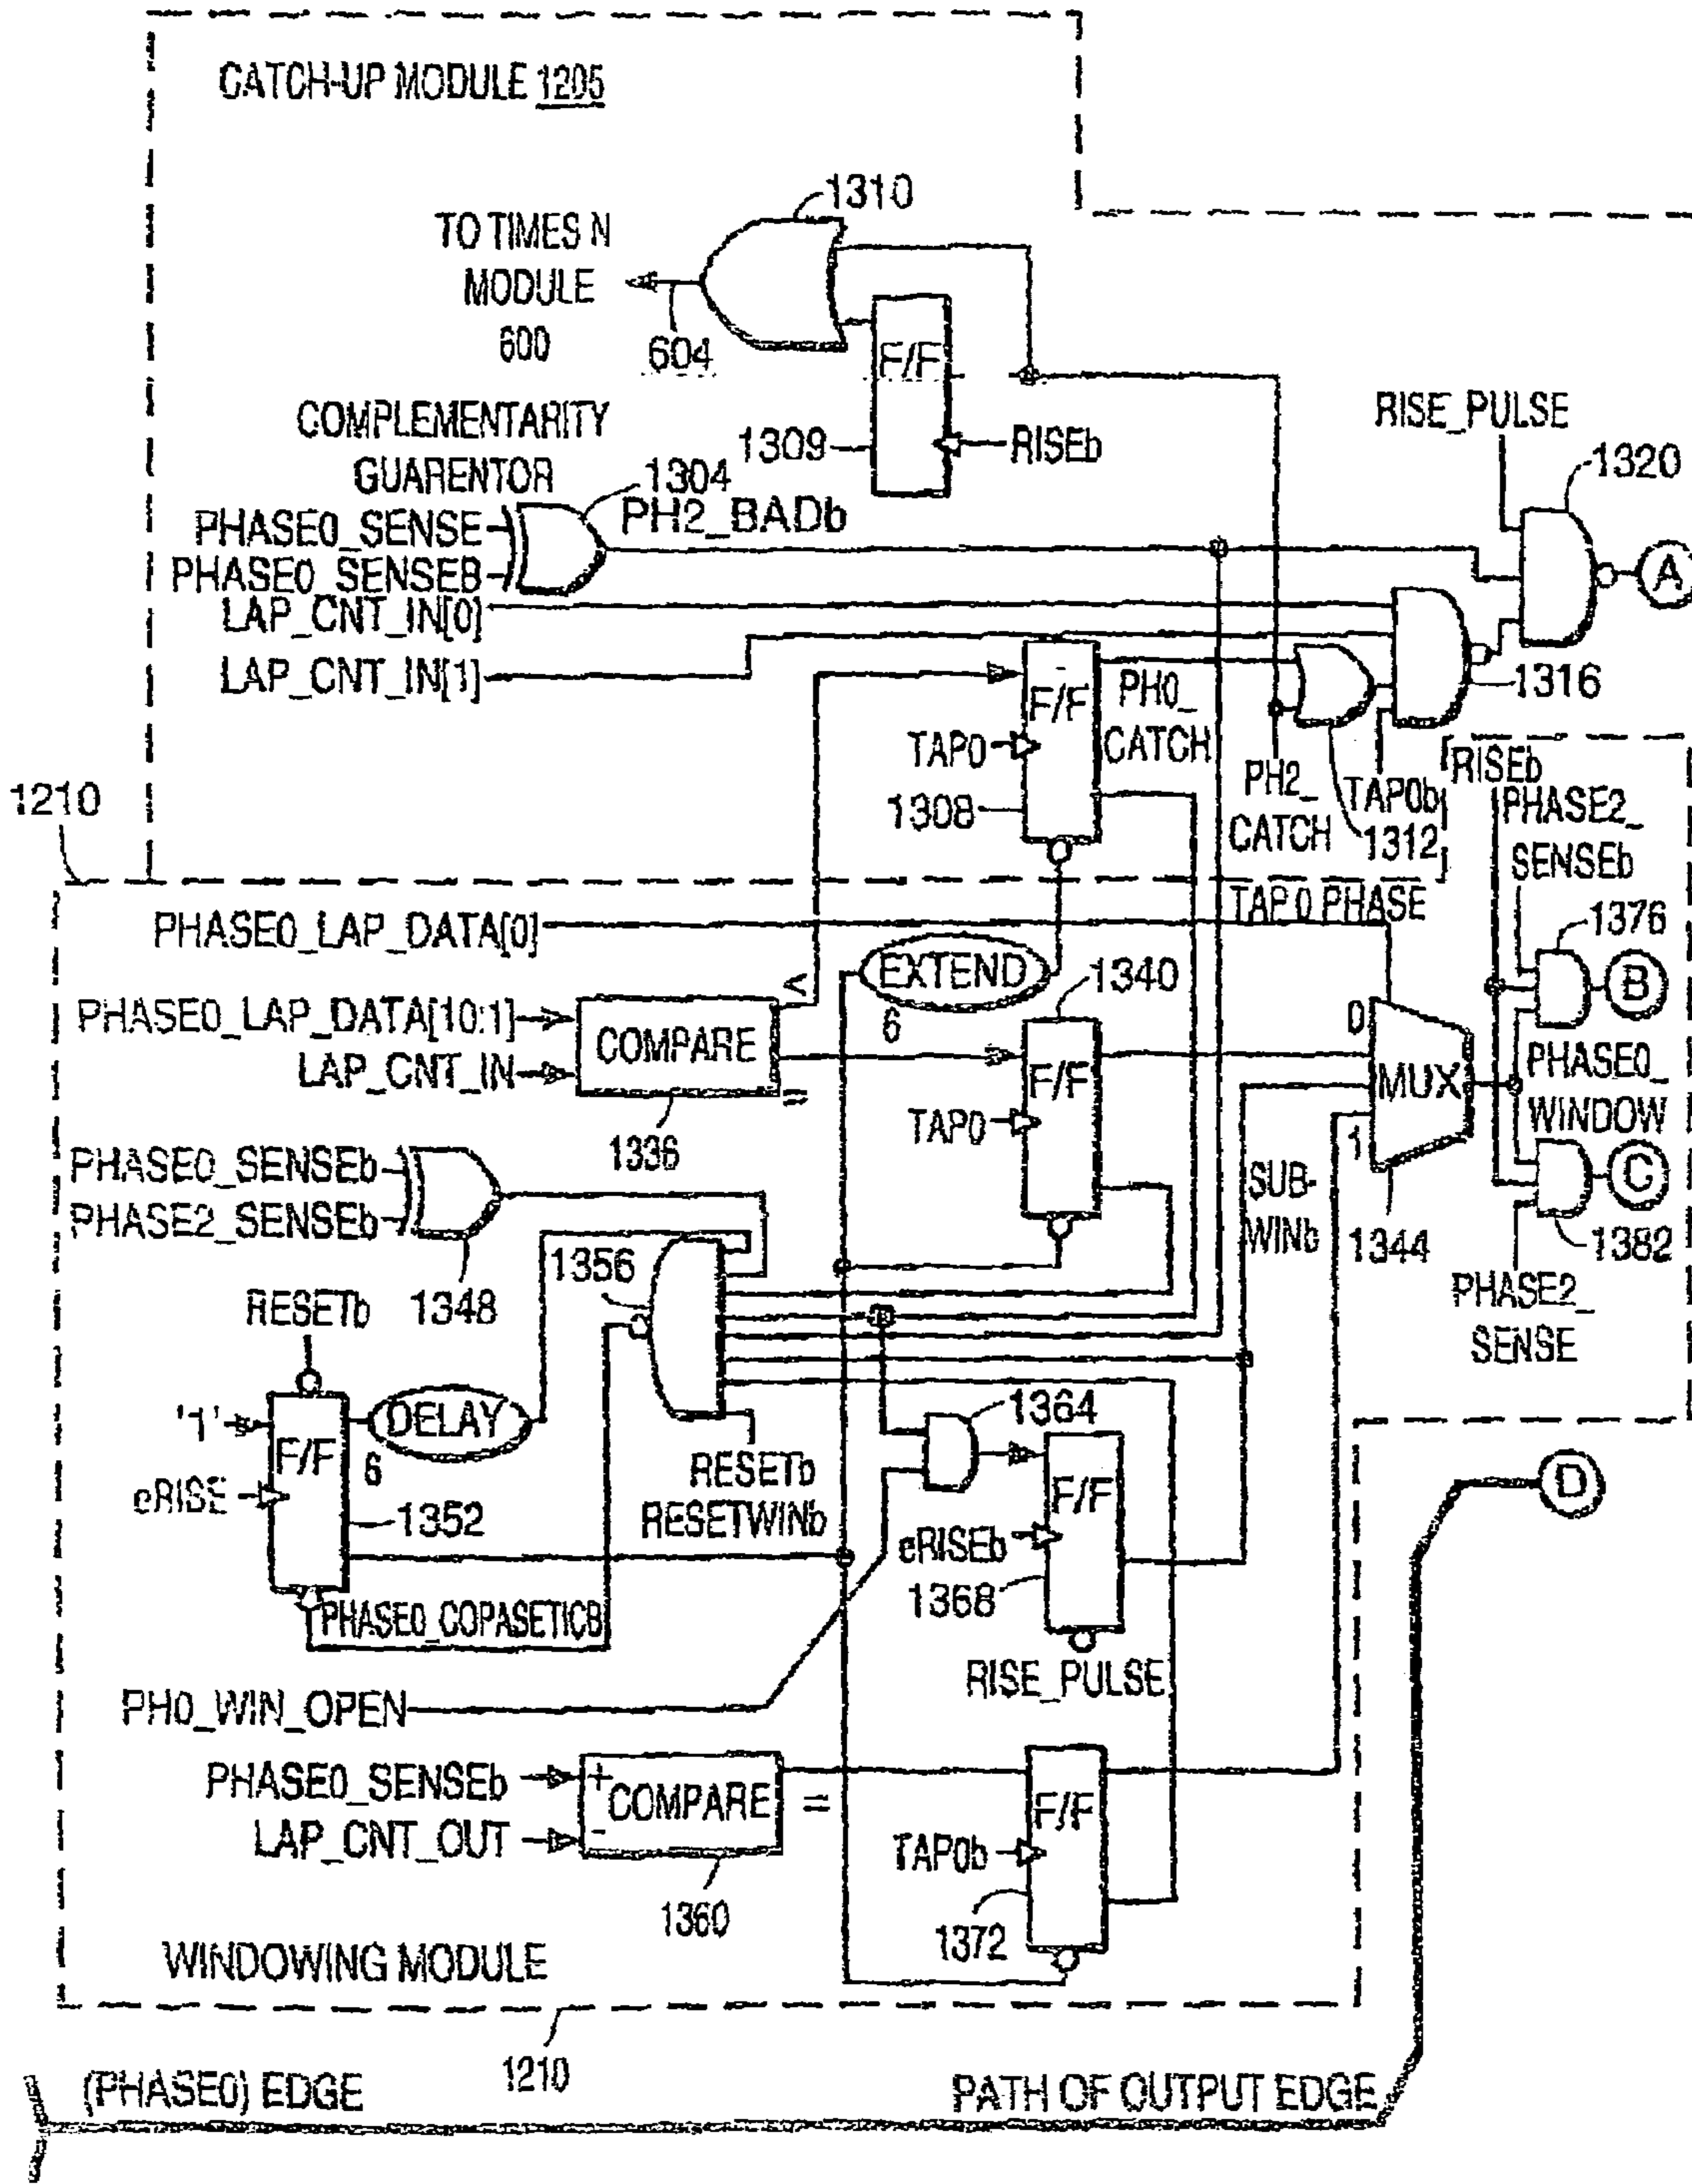 CATCH-UP MODULE 1205
1310
TO TIMES N
MODULE
600
604
F/F
1309
RISEb
COMPLEMENTARITY
GUARENTOR
1304
PH2_BADb
PHASE0_SENSE
PHASE0_SENSEB
LAP_CNT_IN[0]
LAP_CNT_IN[1]
RISE_PULSE
1320
A
1316
F/F
PH0_
CATCH
TAP0
1308
PH2_
CATCH
TAP0b
1312
1210
RISEb
PHASE2_
SENSEb
TAP 0 PHASE
PHASE0_LAP_DATA[0]
1376
B
EXTEND
6
1340
PHASE0_LAP_DATA[10:1]
LAP_CNT_IN
COMPARE
<
=
1336
F/F
TAP0
0
MUX
1
PHASE0_
WINDOW
C
1382
1344
SUB-
WINb
PHASE2_
SENSE
PHASE0_SENSEb
PHASE2_SENSEb
1348
1356
RESETb
'1'
F/F
eRISE
DELAY
6
1352
RESETb
RESETWINb
1364
F/F
eRISEb
1368
RISE_PULSE
PHASE0_COPASETICB
PH0_WIN_OPEN
D
PHASE0_SENSEb
LAP_CNT_OUT
+
COMPARE
-
=
1360
F/F
TAP0b
1372
WINDOWING MODULE
1210
(PHASE0) EDGE
PATH OF OUTPUT EDGE